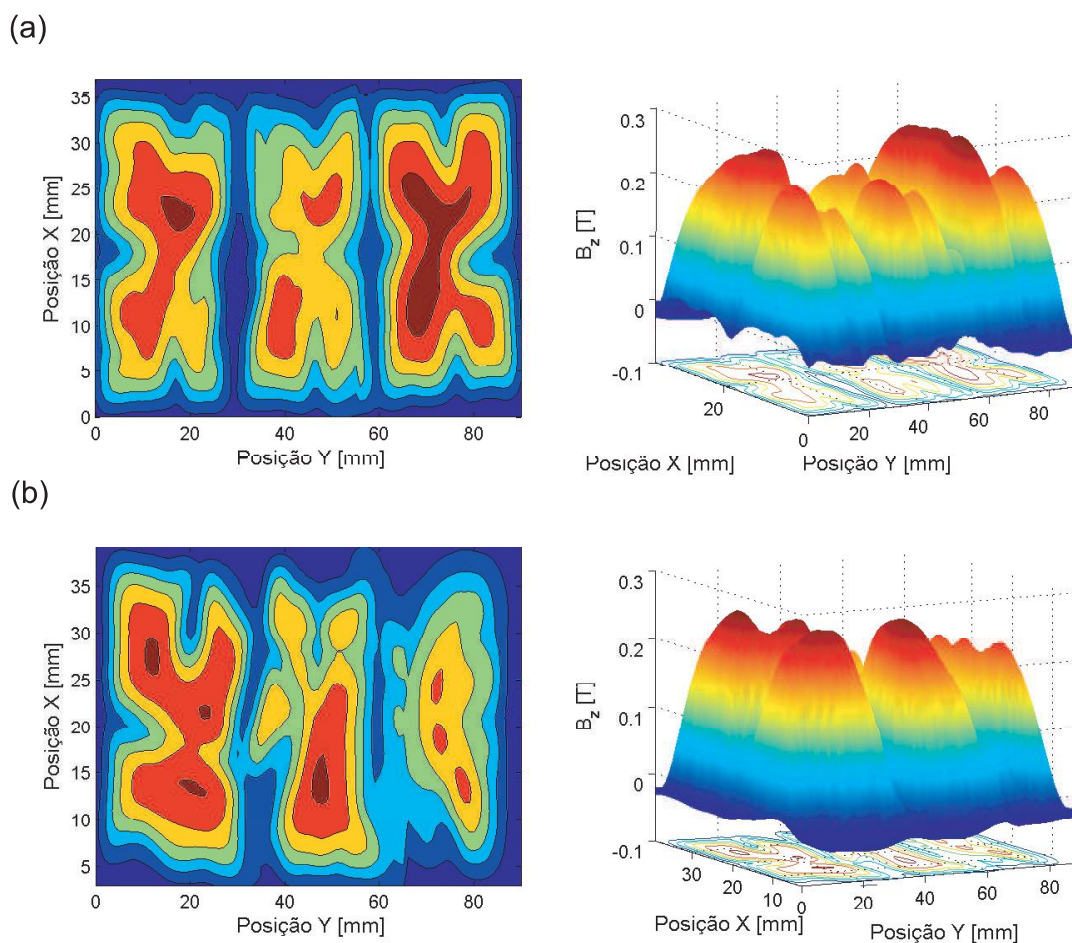 (a)
35
30
25
20
15
10
5
0
Posição X [mm]
0 20 40 60 80
Posição Y [mm]
0.3
0.2
0.1
0
-0.1
B_z [T]
20
0 20 40 60 80
Posição X [mm]
Posição Y [mm]
(b)
35
30
25
20
15
10
5
Posição X [mm]
0 20 40 60 80
Posição Y [mm]
0.3
0.2
0.1
0
-0.1
B_z [T]
30 20 10
0 20 40 60 80
Posição X [mm]
Posição Y [mm]